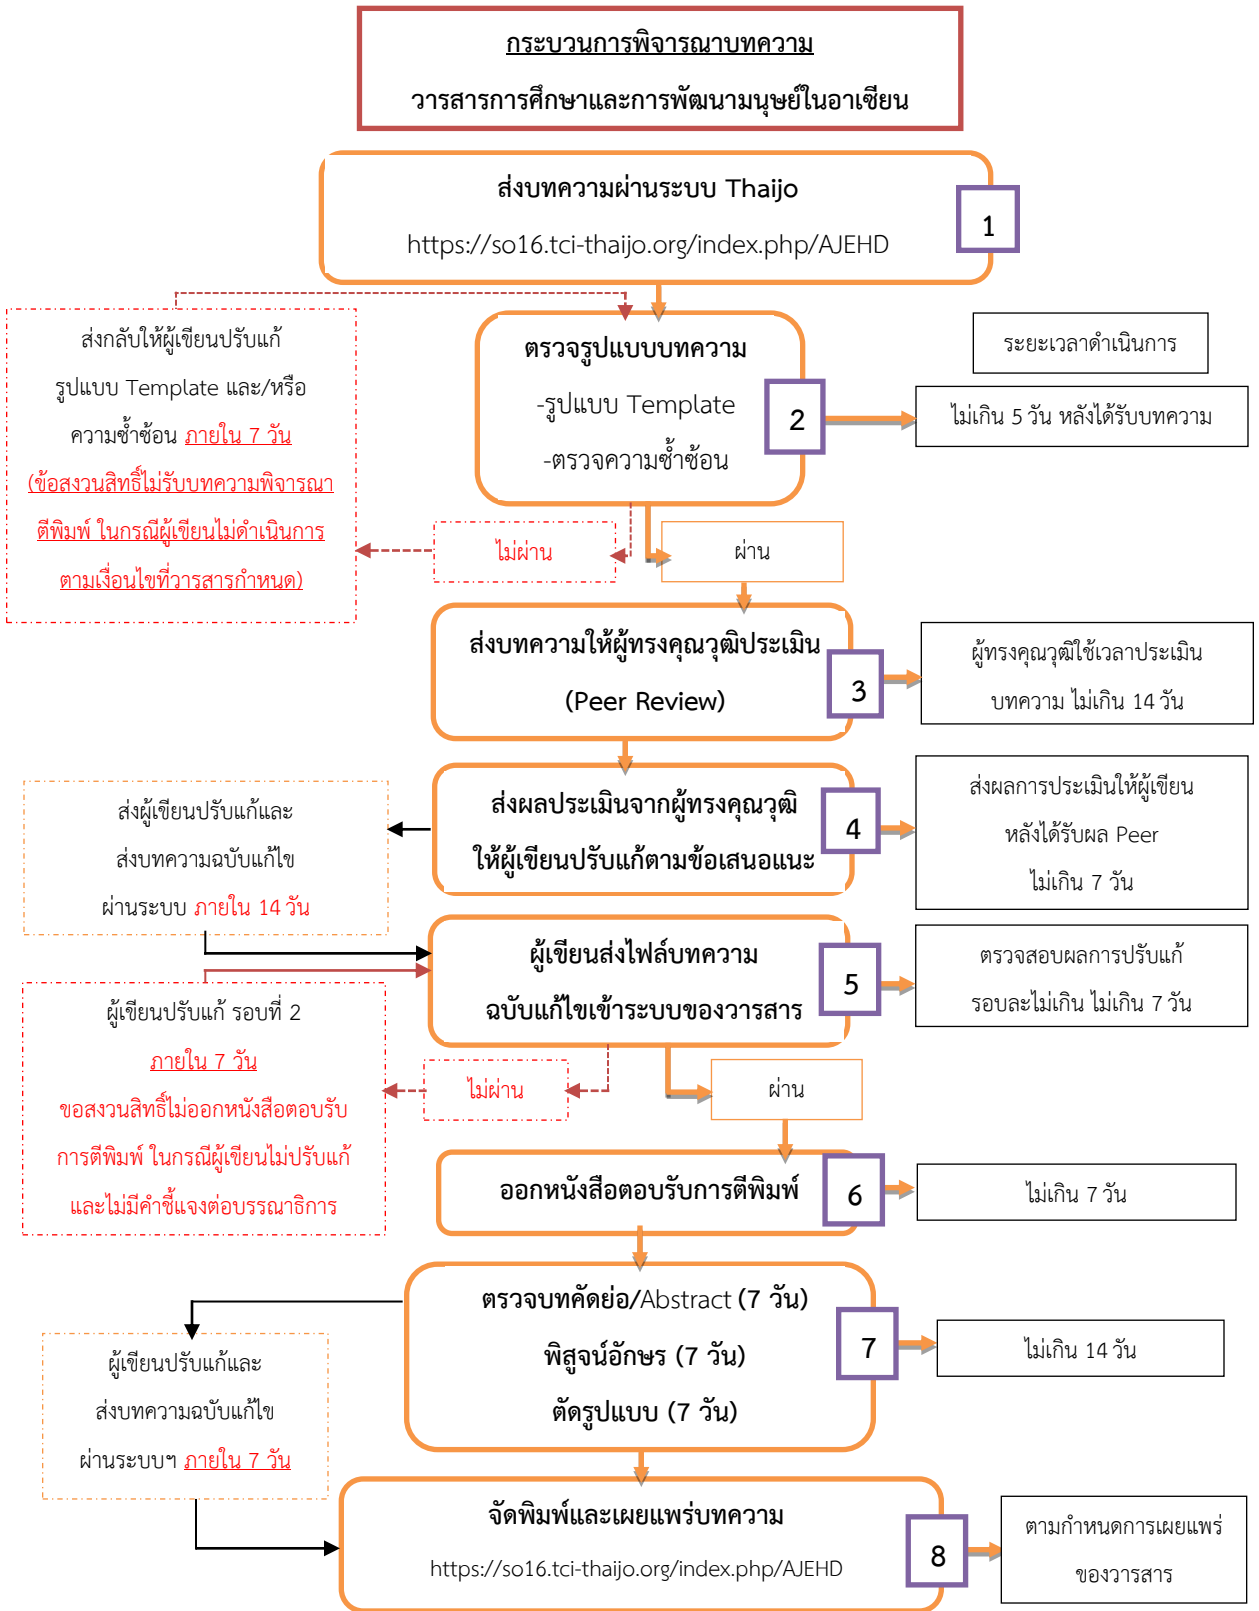 กระบวนการพิจารณาบทความ
วารสารการศึกษาและการพัฒนามนุษย์ในอาเซียน
ส่งบทความผ่านระบบ Thaijo
https://so16.tci-thaijo.org/index.php/AJEHD
1
ส่งกลับให้ผู้เขียนปรับแก้
รูปแบบ Template และ/หรือ
ความซ้ำซ้อน ภายใน 7 วัน
(ข้อสงวนสิทธิ์ไม่รับบทความพิจารณา
ตีพิมพ์ ในกรณีผู้เขียนไม่ดำเนินการ
ตามเงื่อนไขที่วารสารกำหนด)
ตรวจรูปแบบบทความ
-รูปแบบ Template
-ตรวจความซ้ำซ้อน
2
ระยะเวลาดำเนินการ
ไม่เกิน 5 วัน หลังได้รับบทความ
ไม่ผ่าน
ผ่าน
ส่งบทความให้ผู้ทรงคุณวุฒิประเมิน
(Peer Review)
3
ผู้ทรงคุณวุฒิใช้เวลาประเมิน
บทความ ไม่เกิน 14 วัน
ส่งผู้เขียนปรับแก้และ
ส่งบทความฉบับแก้ไข
ผ่านระบบ ภายใน 14 วัน
ส่งผลประเมินจากผู้ทรงคุณวุฒิ
ให้ผู้เขียนปรับแก้ตามข้อเสนอแนะ
4
ส่งผลการประเมินให้ผู้เขียน
หลังได้รับผล Peer
ไม่เกิน 7 วัน
ผู้เขียนส่งไฟล์บทความ
ฉบับแก้ไขเข้าระบบของวารสาร
5
ตรวจสอบผลการปรับแก้
รอบละไม่เกิน ไม่เกิน 7 วัน
ผู้เขียนปรับแก้ รอบที่ 2
ภายใน 7 วัน
ขอสงวนสิทธิ์ไม่ออกหนังสือตอบรับ
การตีพิมพ์ ในกรณีผู้เขียนไม่ปรับแก้
และไม่มีคำชี้แจงต่อบรรณาธิการ
ไม่ผ่าน
ผ่าน
ออกหนังสือตอบรับการตีพิมพ์
6
ไม่เกิน 7 วัน
ตรวจบทคัดย่อ/Abstract (7 วัน)
พิสูจน์อักษร (7 วัน)
ตัดรูปแบบ (7 วัน)
7
ไม่เกิน 14 วัน
ผู้เขียนปรับแก้และ
ส่งบทความฉบับแก้ไข
ผ่านระบบฯ ภายใน 7 วัน
จัดพิมพ์และเผยแพร่บทความ
https://so16.tci-thaijo.org/index.php/AJEHD
8
ตามกำหนดการเผยแพร่
ของวารสาร